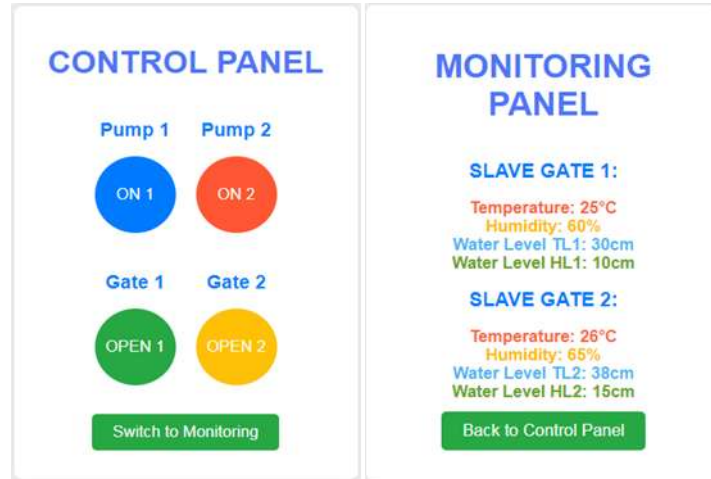 CONTROL PANEL
Pump 1 Pump 2
ON 1 ON 2
Gate 1 Gate 2
OPEN 1 OPEN 2
Switch to Monitoring
MONITORING
PANEL
SLAVE GATE 1:
Temperature: 25°C
Humidity: 60%
Water Level TL1: 30cm
Water Level HL1: 10cm
SLAVE GATE 2:
Temperature: 26°C
Humidity: 65%
Water Level TL2: 38cm
Water Level HL2: 15cm
Back to Control Panel